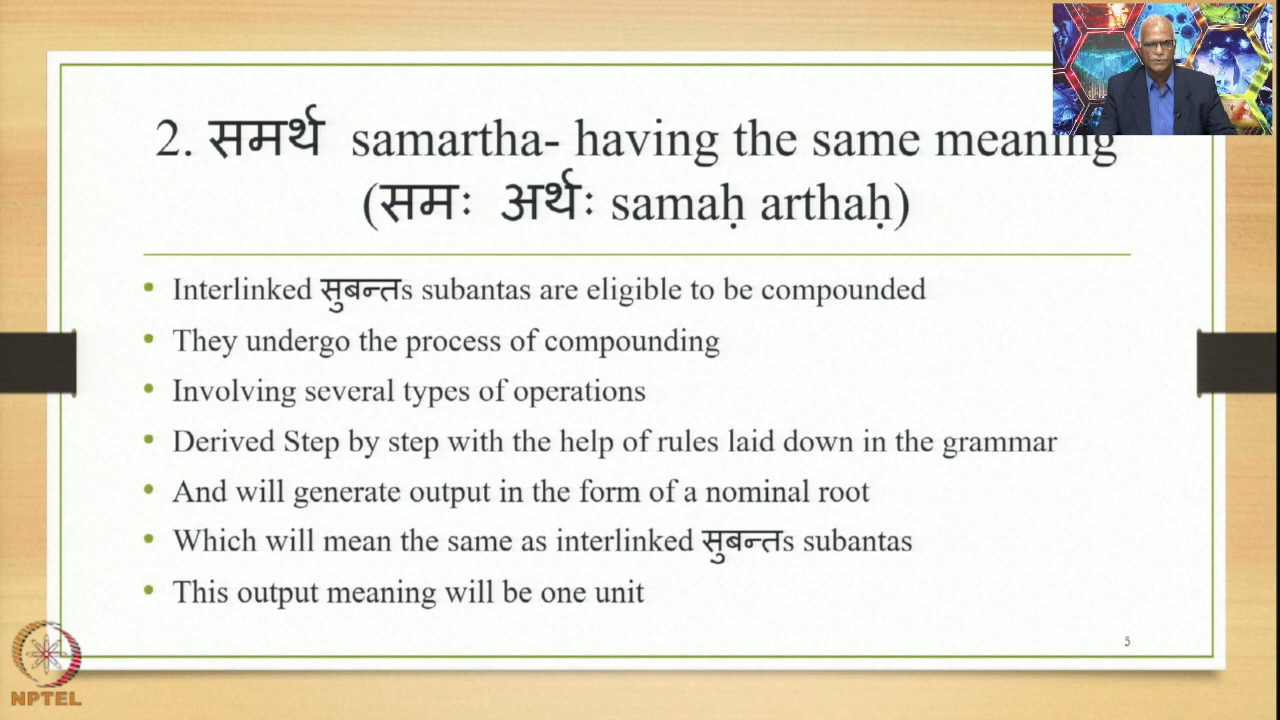 2. समर्थ samartha- having the same meaning
(समः अर्थः samaḥ arthaḥ)
• Interlinked सुबन्तs subantas are eligible to be compounded
• They undergo the process of compounding
• Involving several types of operations
• Derived Step by step with the help of rules laid down in the grammar
• And will generate output in the form of a nominal root
• Which will mean the same as interlinked सुबन्तs subantas
• This output meaning will be one unit
5
NPTEL